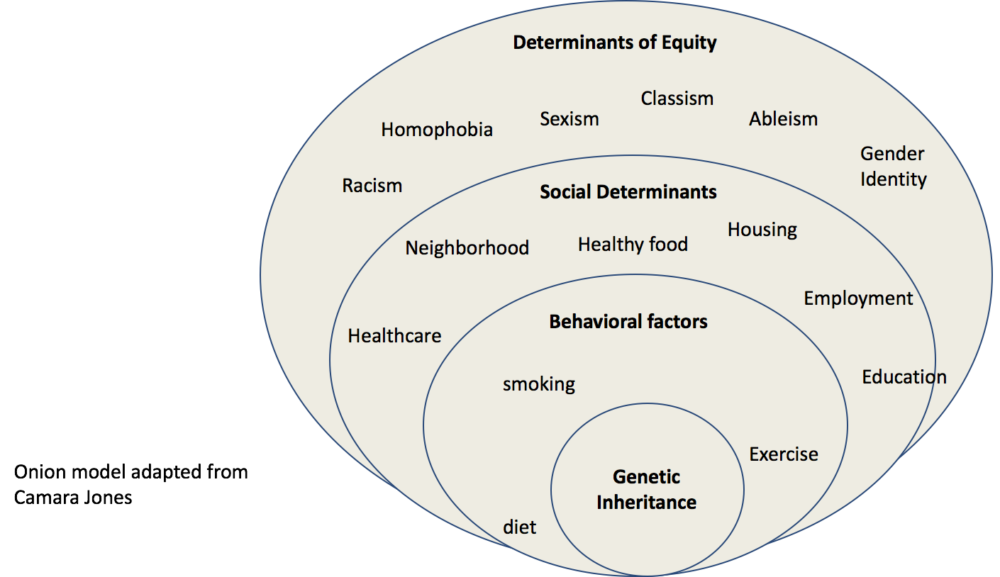 Determinants of Equity
Classism
Sexism
Ableism
Homophobia
Gender
Identity
Racism
Social Determinants
Housing
Healthy food
Neighborhood
Employment
Behavioral factors
Healthcare
Education
smoking
Exercise
Genetic
Inheritance
diet
Onion model adapted from
Camara Jones